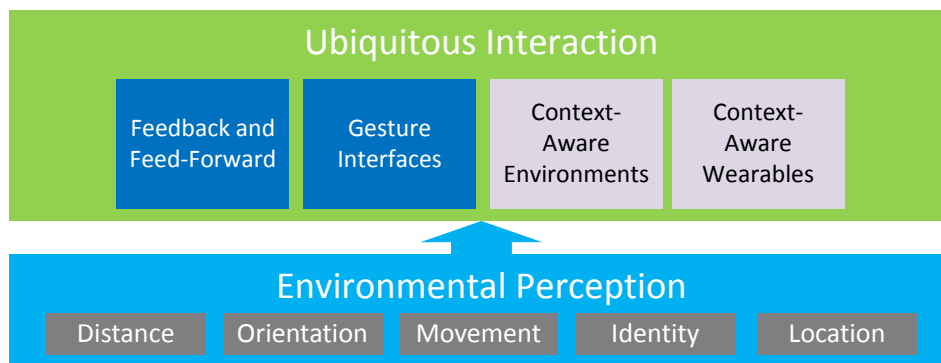 Ubiquitous Interaction
Feedback and
Feed-Forward
Gesture
Interfaces
Context-
Aware
Environments
Context-
Aware
Wearables
Environmental Perception
Distance
Orientation
Movement
Identity
Location